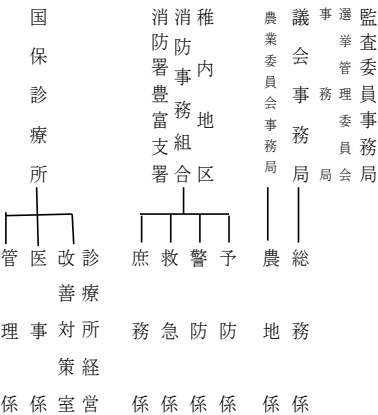 監査委員事務局
選挙管理委員会
事務局
議会事務局
農業委員会事務局
稚内地区
消防事務組合
消防署豊富支署
国保診療所
総務係
農地係
予防係
警防係
救急係
庶務係
診療所経営
改善対策室
医事係
管理係